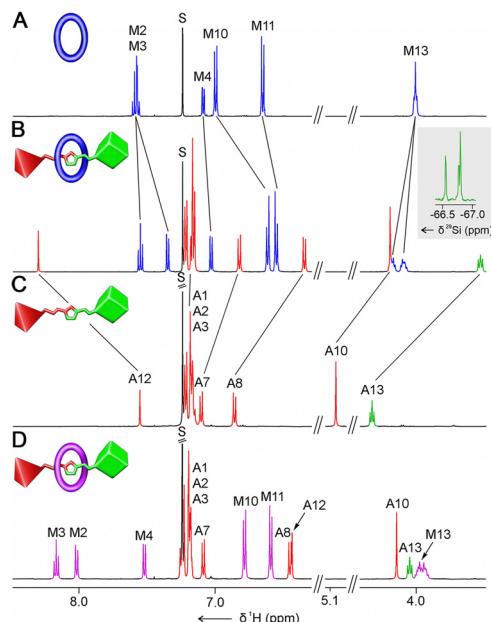 A
M2
M3
S
M4
M10
M11
M13
B
S
-66.5 -67.0
← δ²⁹Si (ppm)
C
S
A1
A2
A3
A12
A7
A8
A10
A13
D
S
A1
A2
A3
M3 M2
M4
A7
M10
M11
A8
A12
A10
A13
M13
8.0 7.0 5.1 4.0
← δ¹H (ppm)